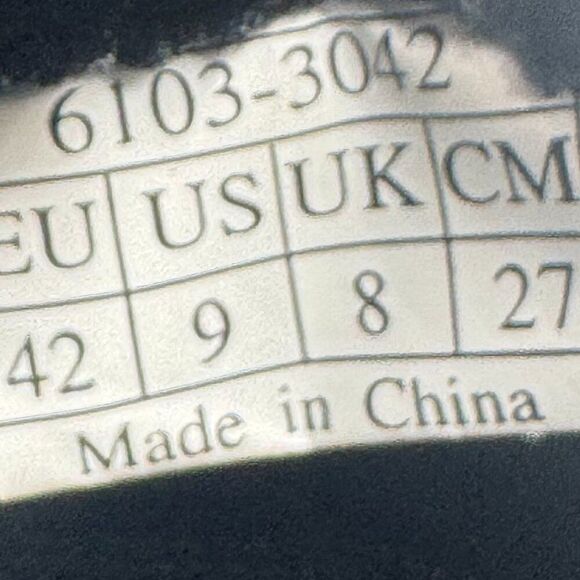 6103-3042
EU US UK CM
42 9 8 27
Made in China